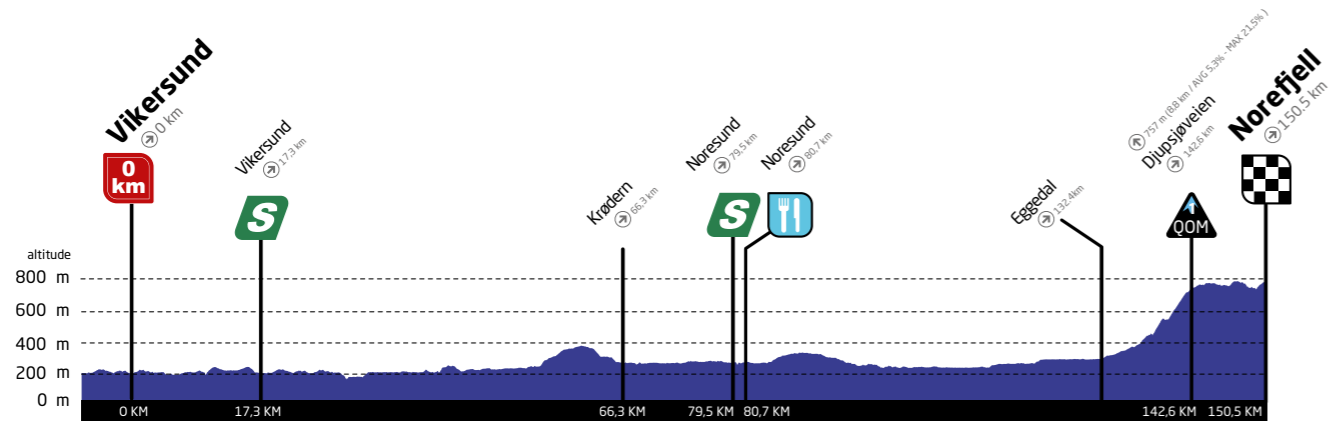 Vikersund
0 km
0
km
Vikersund
17,3 km
S
Krødern
66,3 km
Noresund
79,5 km
S
Noresund
80,7 km
Eggedal
132,4km
757 m (8,8 km / AVG 5,3% - MAX 21,5% )
Djupsjøveien
142,6 km
QOM
Norefjell
150.5 km
altitude
800 m
600 m
400 m
200 m
0 m
0 KM
17,3 KM
66,3 KM
79,5 KM
80,7 KM
142,6 KM
150,5 KM